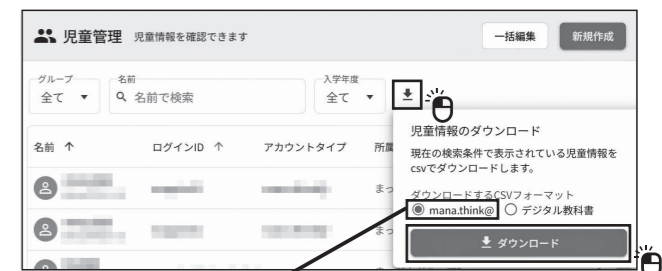 児童管理 児童情報を確認できます
一括編集
新規作成
グループ
名前
入学年度
全て
名前で検索
全て
名前 ↑
ログインID ↑
アカウントタイプ
所属
まっ
まっ
児童情報のダウンロード
現在の検索条件で表示されている児童情報を
csvでダウンロードします。
ダウンロードするCSVフォーマット
mana.think@
デジタル教科書
ダウンロード